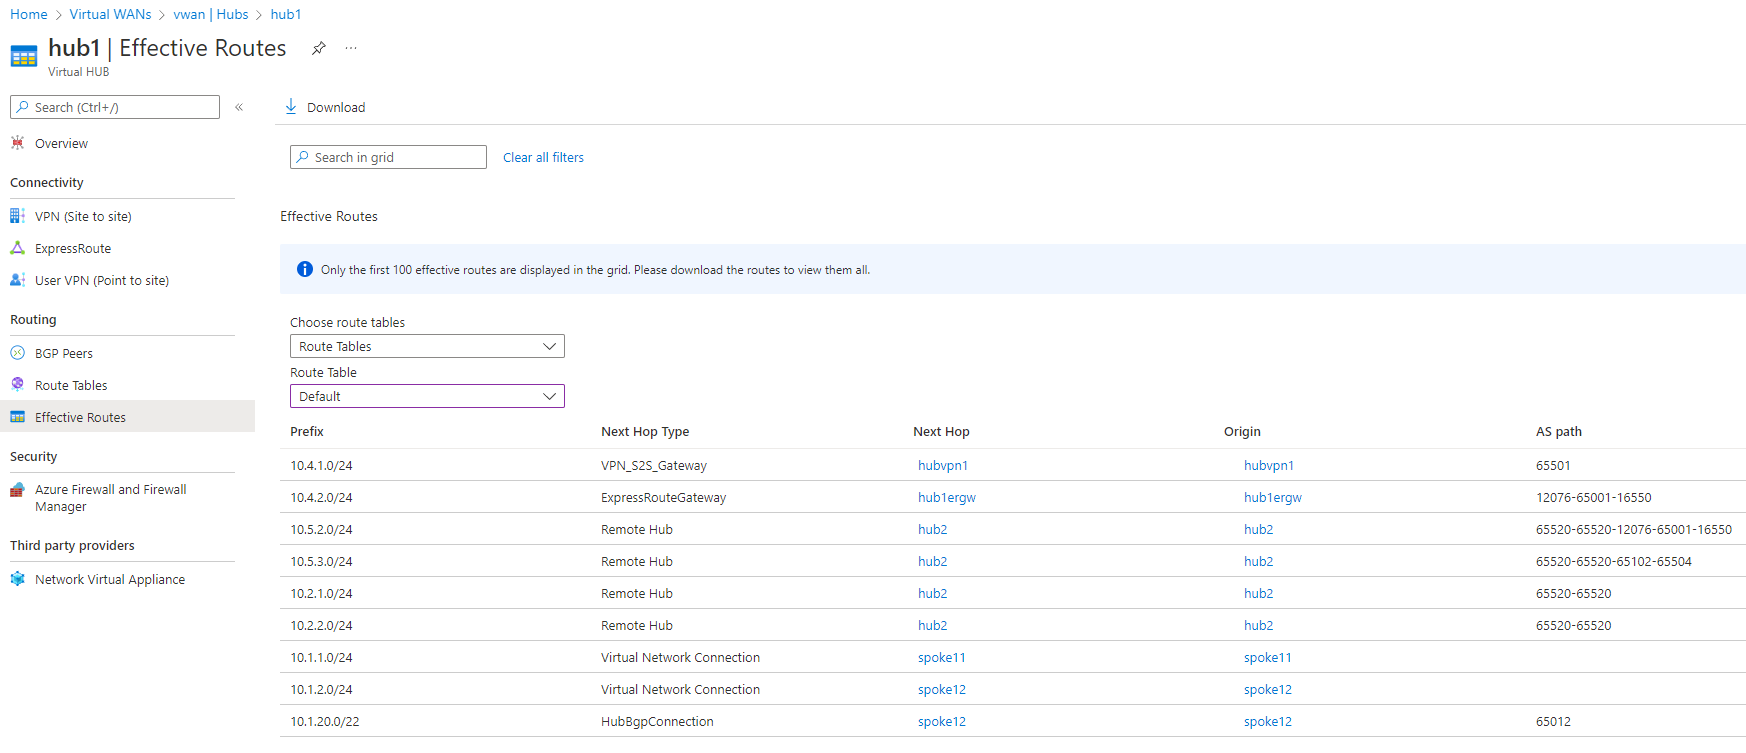 Home > Virtual WANs > vwan | Hubs > hub1
hub1 | Effective Routes ...
Virtual HUB
Search (Ctrl+/) «
Overview
Connectivity
VPN (Site to site)
ExpressRoute
User VPN (Point to site)
Routing
BGP Peers
Route Tables
Effective Routes
Security
Azure Firewall and Firewall
Manager
Third party providers
Network Virtual Appliance
Download
Search in grid Clear all filters
Effective Routes
Only the first 100 effective routes are displayed in the grid. Please download the routes to view them all.
Choose route tables
Route Tables
Route Table
Default
Prefix Next Hop Type Next Hop Origin AS path
10.4.1.0/24 VPN_S2S_Gateway hubvpn1 hubvpn1 65501
10.4.2.0/24 ExpressRouteGateway hub1ergw hub1ergw 12076-65001-16550
10.5.2.0/24 Remote Hub hub2 hub2 65520-65520-12076-65001-16550
10.5.3.0/24 Remote Hub hub2 hub2 65520-65520-65102-65504
10.2.1.0/24 Remote Hub hub2 hub2 65520-65520
10.2.2.0/24 Remote Hub hub2 hub2 65520-65520
10.1.1.0/24 Virtual Network Connection spoke11 spoke11
10.1.2.0/24 Virtual Network Connection spoke12 spoke12
10.1.20.0/22 HubBgpConnection spoke12 spoke12 65012